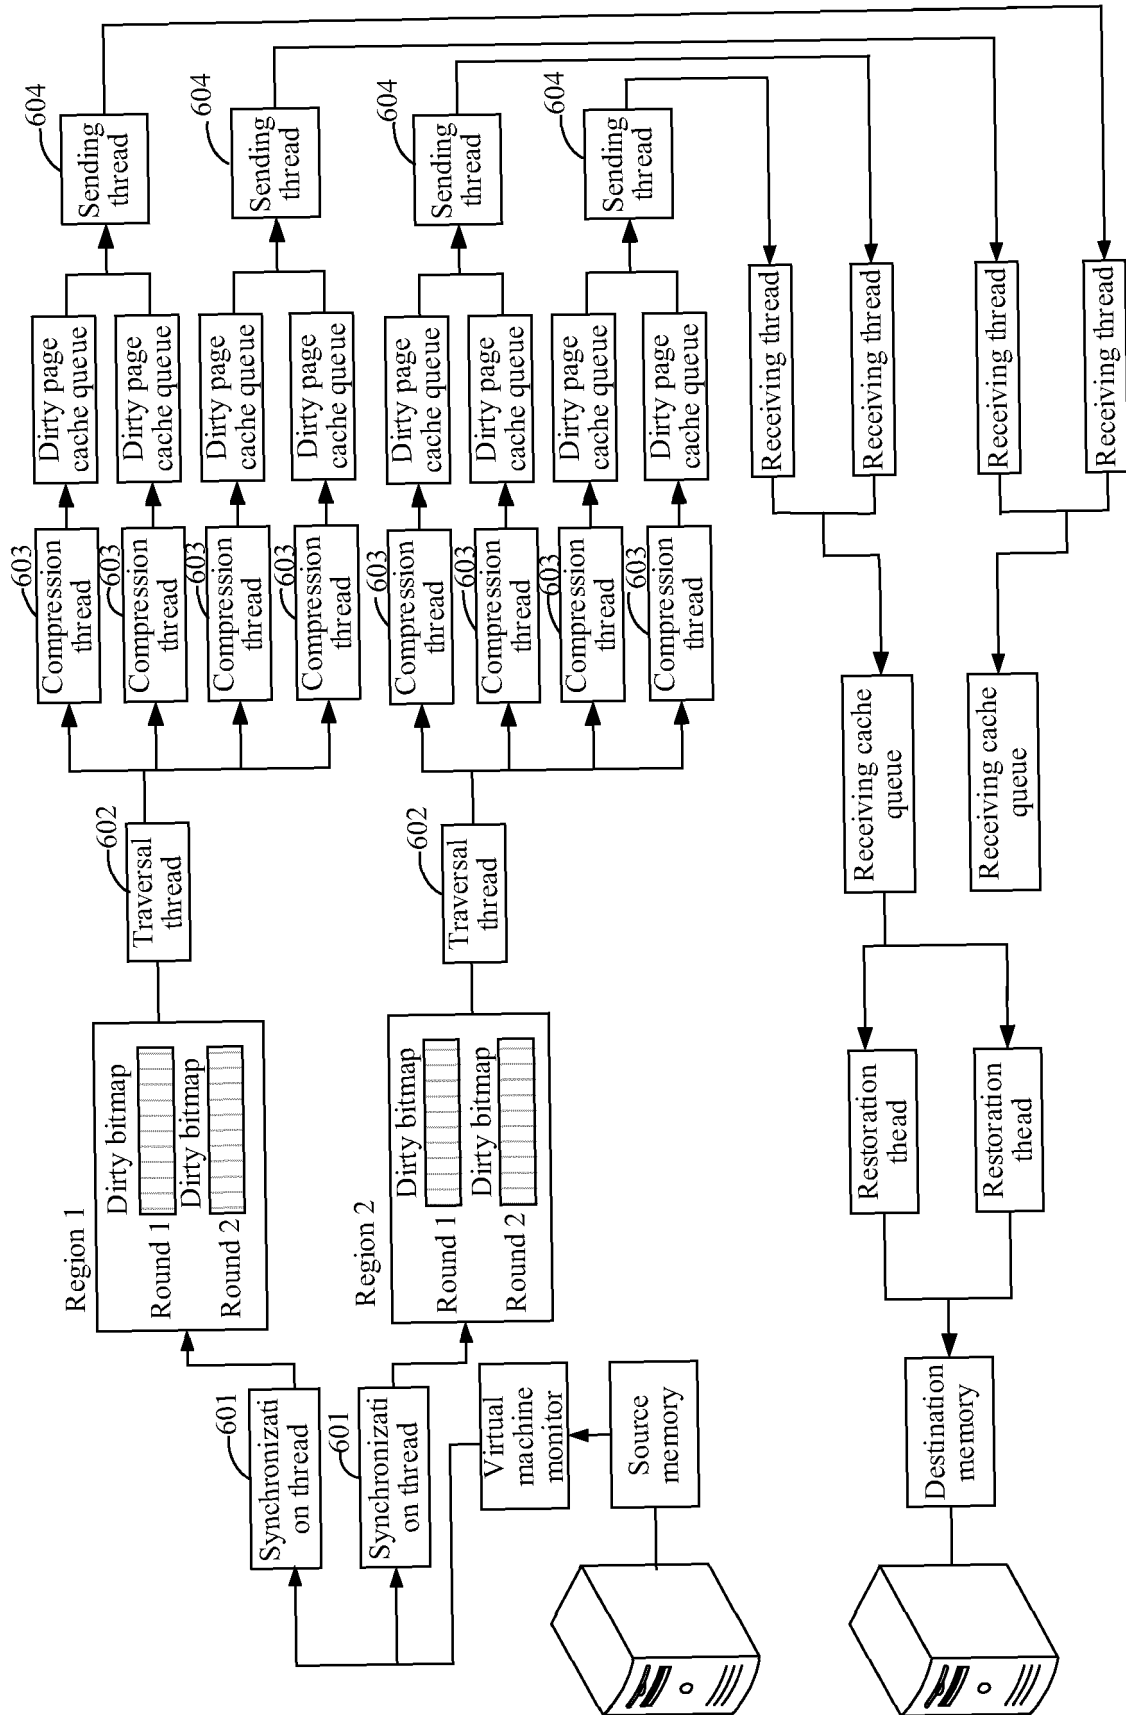 Region 1
Round 1
Dirty bitmap
Round 2
Dirty bitmap
Region 2
Round 1
Dirty bitmap
Round 2
Dirty bitmap
601
Synchronizati
on thread
601
Synchronizati
on thread
Virtual
machine
monitor
Source
memory
602
Traversal
thread
602
Traversal
thread
603
Compression
thread
603
Compression
thread
603
Compression
thread
603
Compression
thread
603
Compression
thread
603
Compression
thread
603
Compression
thread
603
Compression
thread
Dirty page
cache queue
Dirty page
cache queue
Dirty page
cache queue
Dirty page
cache queue
Dirty page
cache queue
Dirty page
cache queue
Dirty page
cache queue
Dirty page
cache queue
604
Sending
thread
604
Sending
thread
604
Sending
thread
604
Sending
thread
Receiving thread
Receiving thread
Receiving thread
Receiving thread
Receiving cache
queue
Receiving cache
queue
Restoration
thead
Restoration
thead
Destination
memory